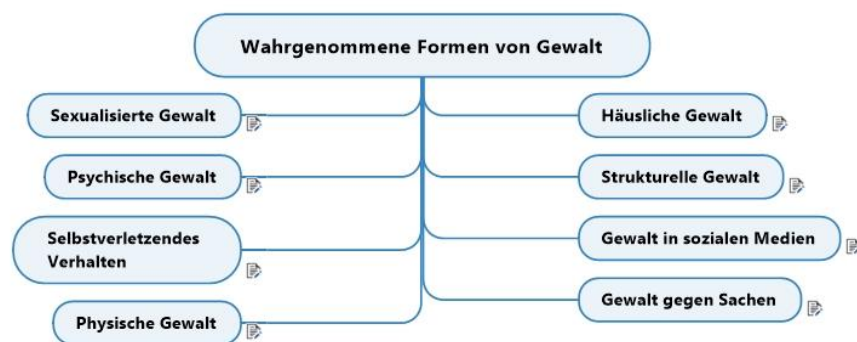 Wahrgenommene Formen von Gewalt
Sexualisierte Gewalt
Psychische Gewalt
Selbstverletzendes
Verhalten
Physische Gewalt
Häusliche Gewalt
Strukturelle Gewalt
Gewalt in sozialen Medien
Gewalt gegen Sachen